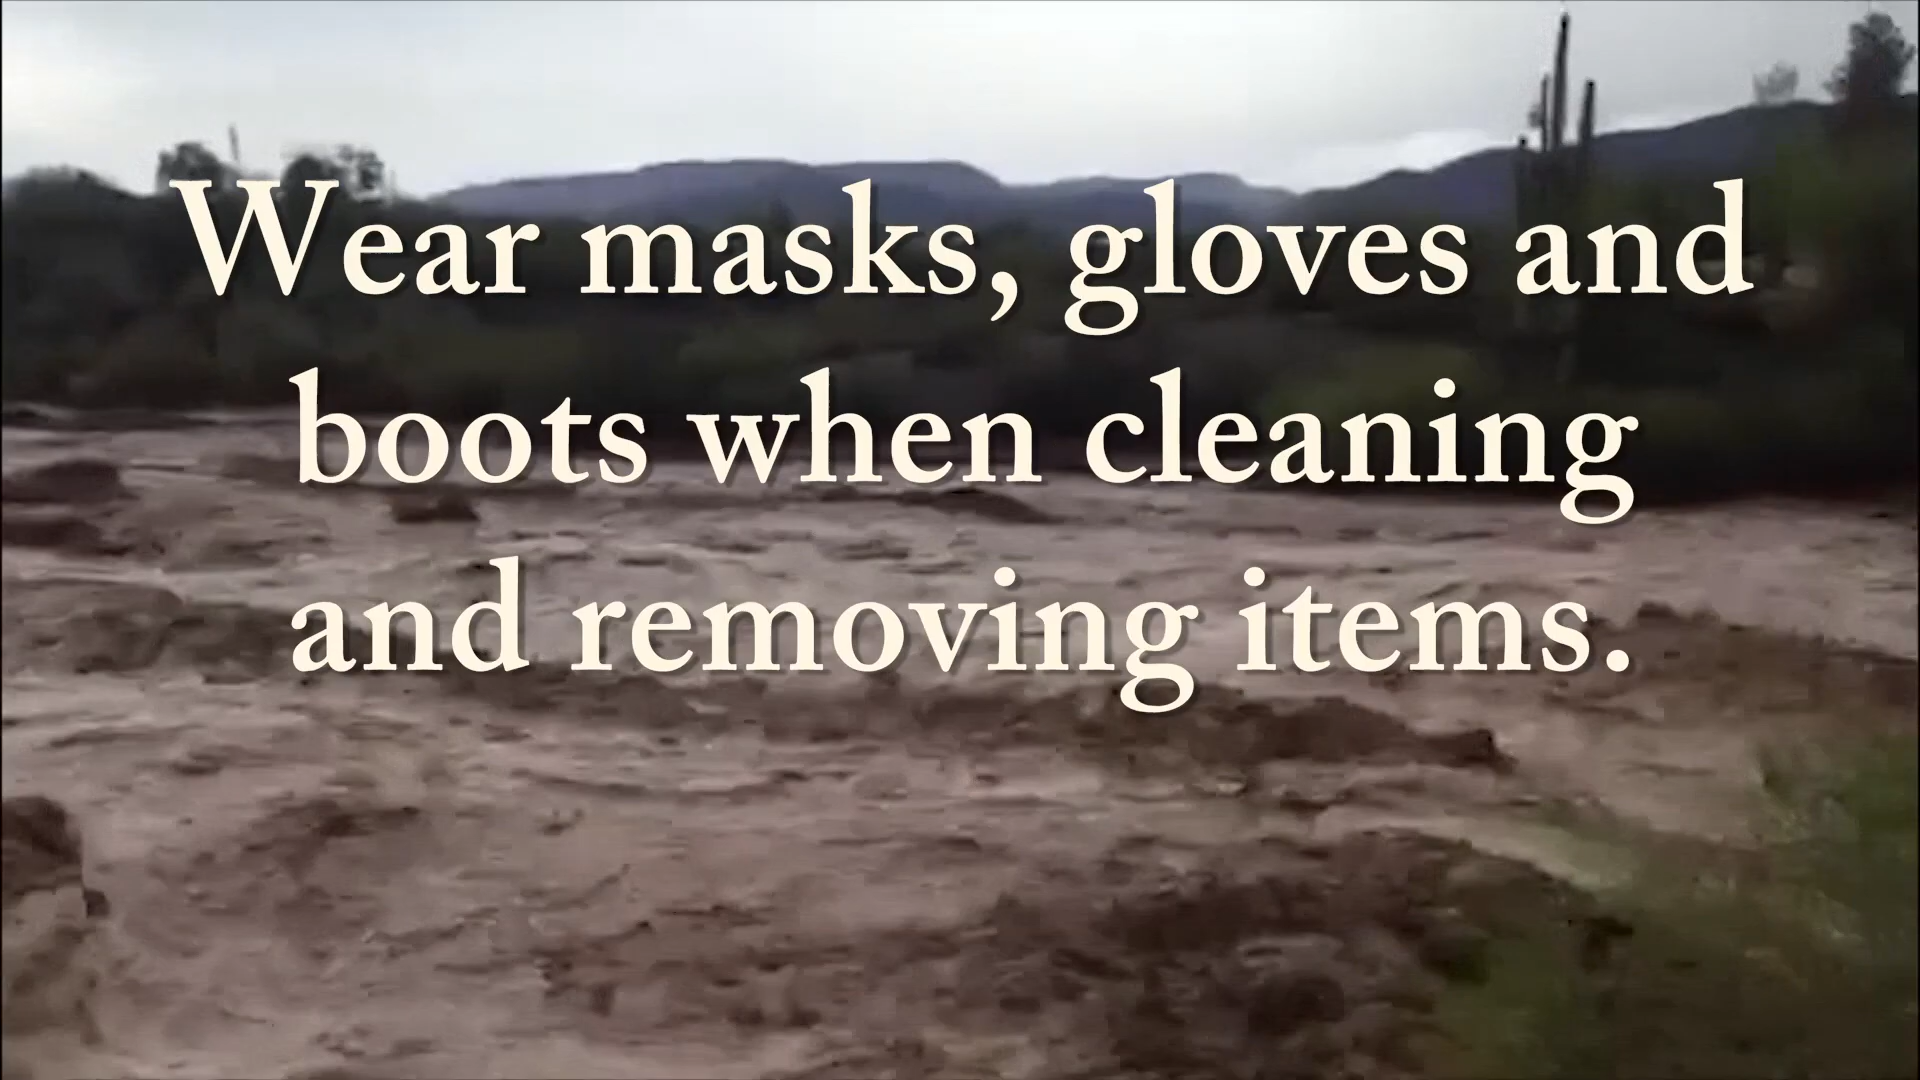 Wear masks, gloves and
boots when cleaning
and removing items.